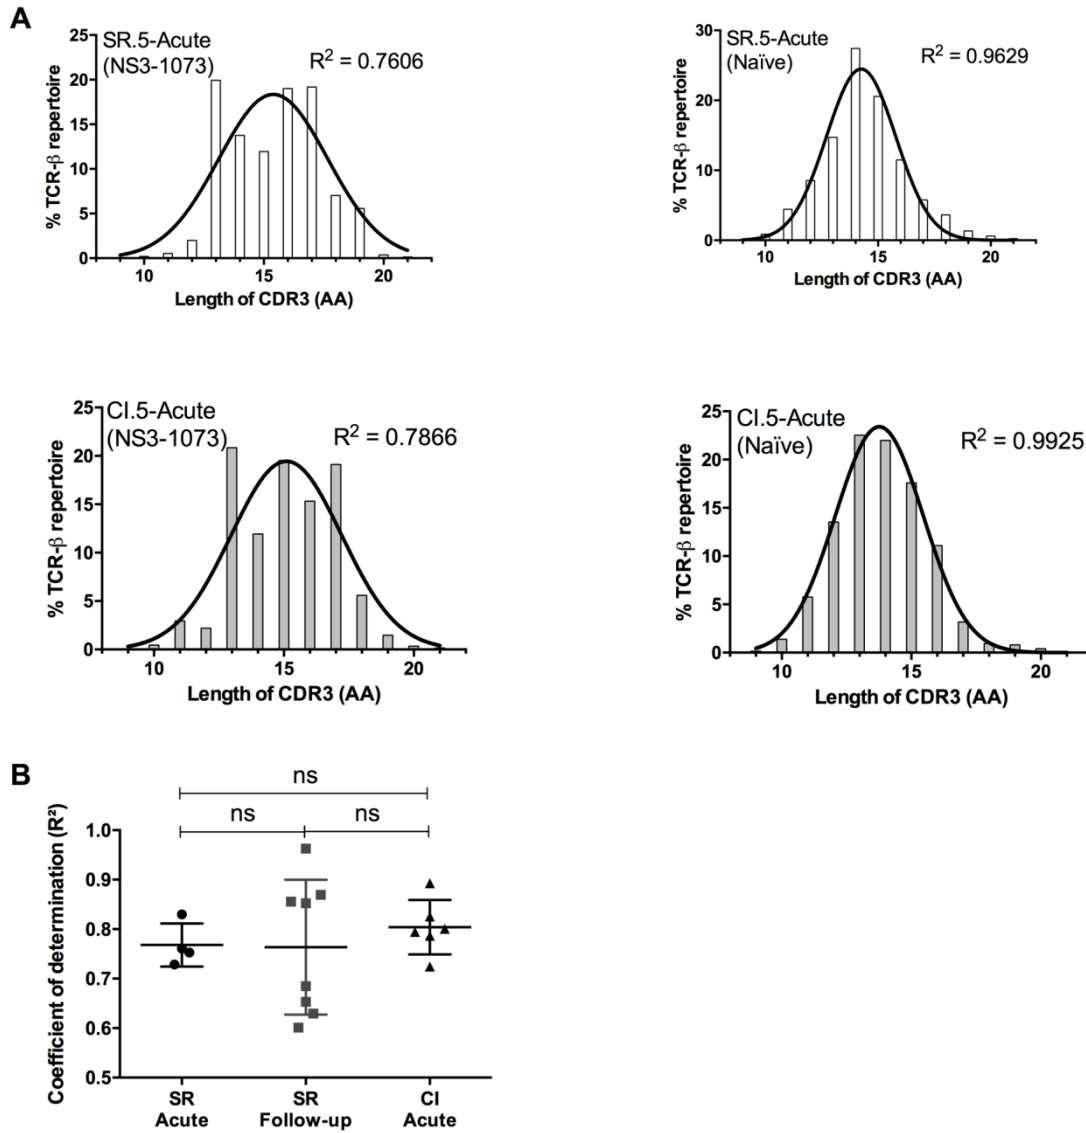 A
SR.5-Acute
(NS3-1073)
R² = 0.7606
% TCR-β repertoire
25
20
15
10
5
0
10 15 20
Length of CDR3 (AA)
SR.5-Acute
(Naïve)
R² = 0.9629
% TCR-β repertoire
30
20
10
0
10 15 20
Length of CDR3 (AA)
CI.5-Acute
(NS3-1073)
R² = 0.7866
% TCR-β repertoire
25
20
15
10
5
0
10 15 20
Length of CDR3 (AA)
CI.5-Acute
(Naïve)
R² = 0.9925
% TCR-β repertoire
25
20
15
10
5
0
10 15 20
Length of CDR3 (AA)
B
ns
ns ns
Coefficient of determination (R²)
1.0
0.9
0.8
0.7
0.6
0.5
SR
Acute
SR
Follow-up
CI
Acute